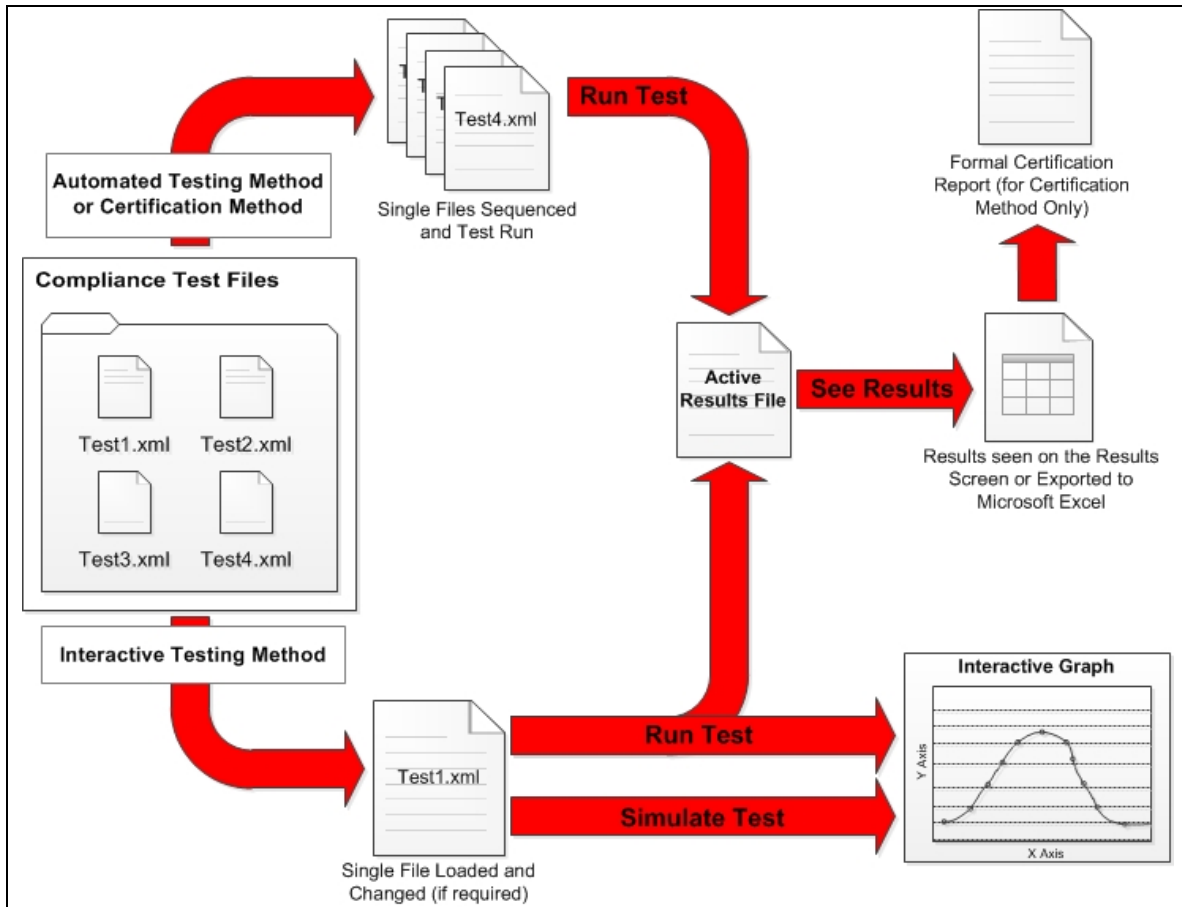 Automated Testing Method
or Certification Method
Compliance Test Files
Test1.xml
Test2.xml
Test3.xml
Test4.xml
Interactive Testing Method
T
T
T
Test4.xml
Single Files Sequenced
and Test Run
Run Test
Active
Results File
See Results
Formal Certification
Report (for Certification
Method Only)
Results seen on the Results
Screen or Exported to
Microsoft Excel
Test1.xml
Single File Loaded and
Changed (if required)
Run Test
Simulate Test
Interactive Graph
Y Axis
X Axis